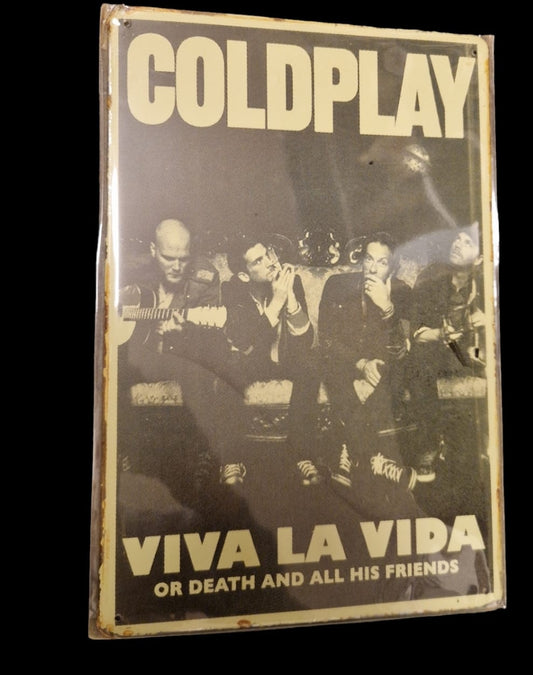 COLDPLAY
VIVA LA VIDA
OR DEATH AND ALL HIS FRIENDS